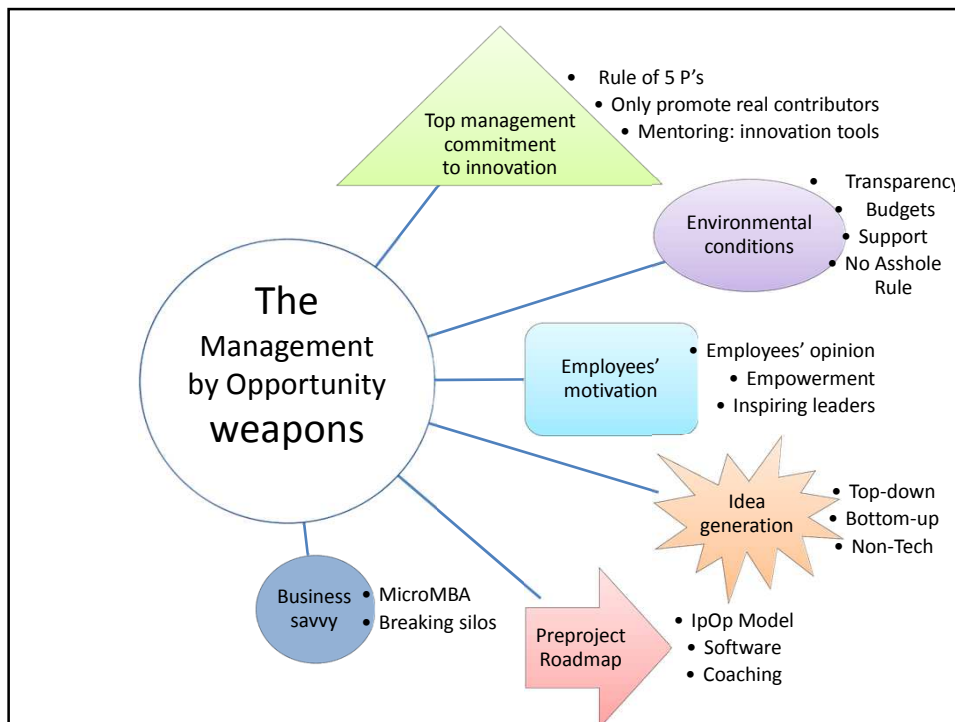 The
Management
by Opportunity
weapons
Top management
commitment
to innovation
• Rule of 5 P’s
• Only promote real contributors
• Mentoring: innovation tools
Environmental
conditions
• Transparency
• Budgets
• Support
• No Asshole
Rule
Employees’
motivation
• Employees’ opinion
• Empowerment
• Inspiring leaders
Idea
generation
• Top-down
• Bottom-up
• Non-Tech
Preproject
Roadmap
• IpOp Model
• Software
• Coaching
Business
savvy
• MicroMBA
• Breaking silos